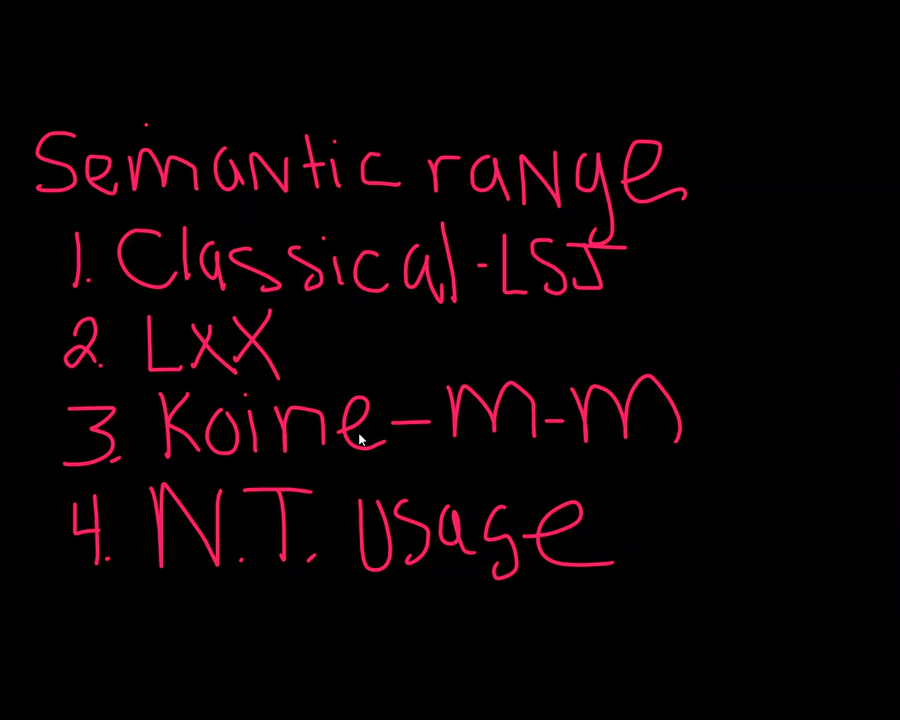 Semantic range
1. Classical - LSJ
2. LXX
3. Koine - M-M
4. N.T. Usage